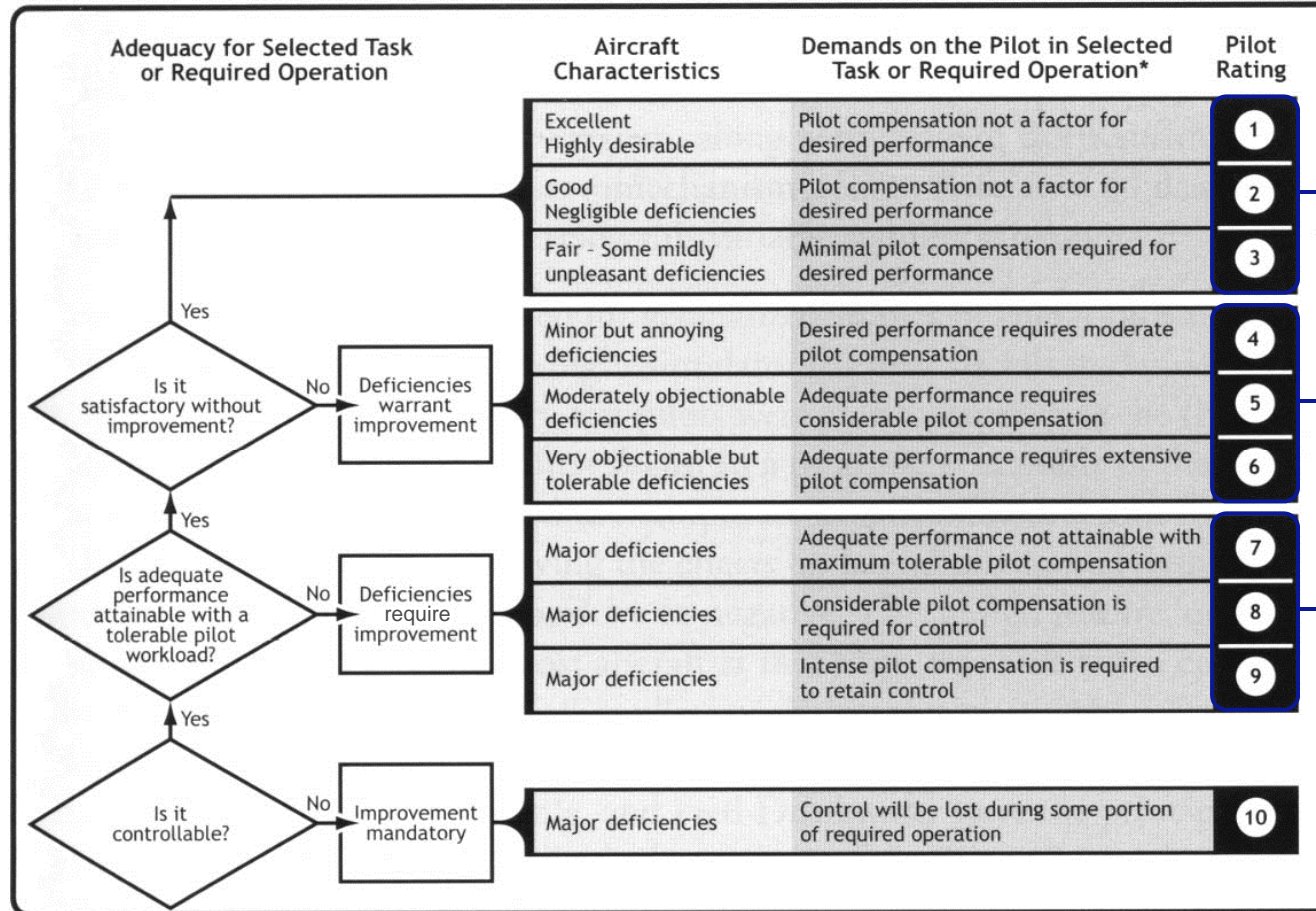 Adequacy for Selected Task
or Required Operation
Aircraft
Characteristics
Demands on the Pilot in Selected
Task or Required Operation*
Pilot
Rating
Excellent
Highly desirable
Pilot compensation not a factor for
desired performance
1
Good
Negligible deficiencies
Pilot compensation not a factor for
desired performance
2
Fair – Some mildly
unpleasant deficiencies
Minimal pilot compensation required for
desired performance
3
Yes
Is it
satisfactory without
improvement?
No
Deficiencies
warrant
improvement
Minor but annoying
deficiencies
Desired performance requires moderate
pilot compensation
4
Moderately objectionable
deficiencies
Adequate performance requires
considerable pilot compensation
5
Very objectionable but
tolerable deficiencies
Adequate performance requires extensive
pilot compensation
6
Yes
Is adequate
performance
attainable with a
tolerable pilot
workload?
No
Deficiencies
require
improvement
Major deficiencies
Adequate performance not attainable with
maximum tolerable pilot compensation
7
Major deficiencies
Considerable pilot compensation is
required for control
8
Major deficiencies
Intense pilot compensation is required
to retain control
9
Yes
Is it
controllable?
No
Improvement
mandatory
Major deficiencies
Control will be lost during some portion
of required operation
10